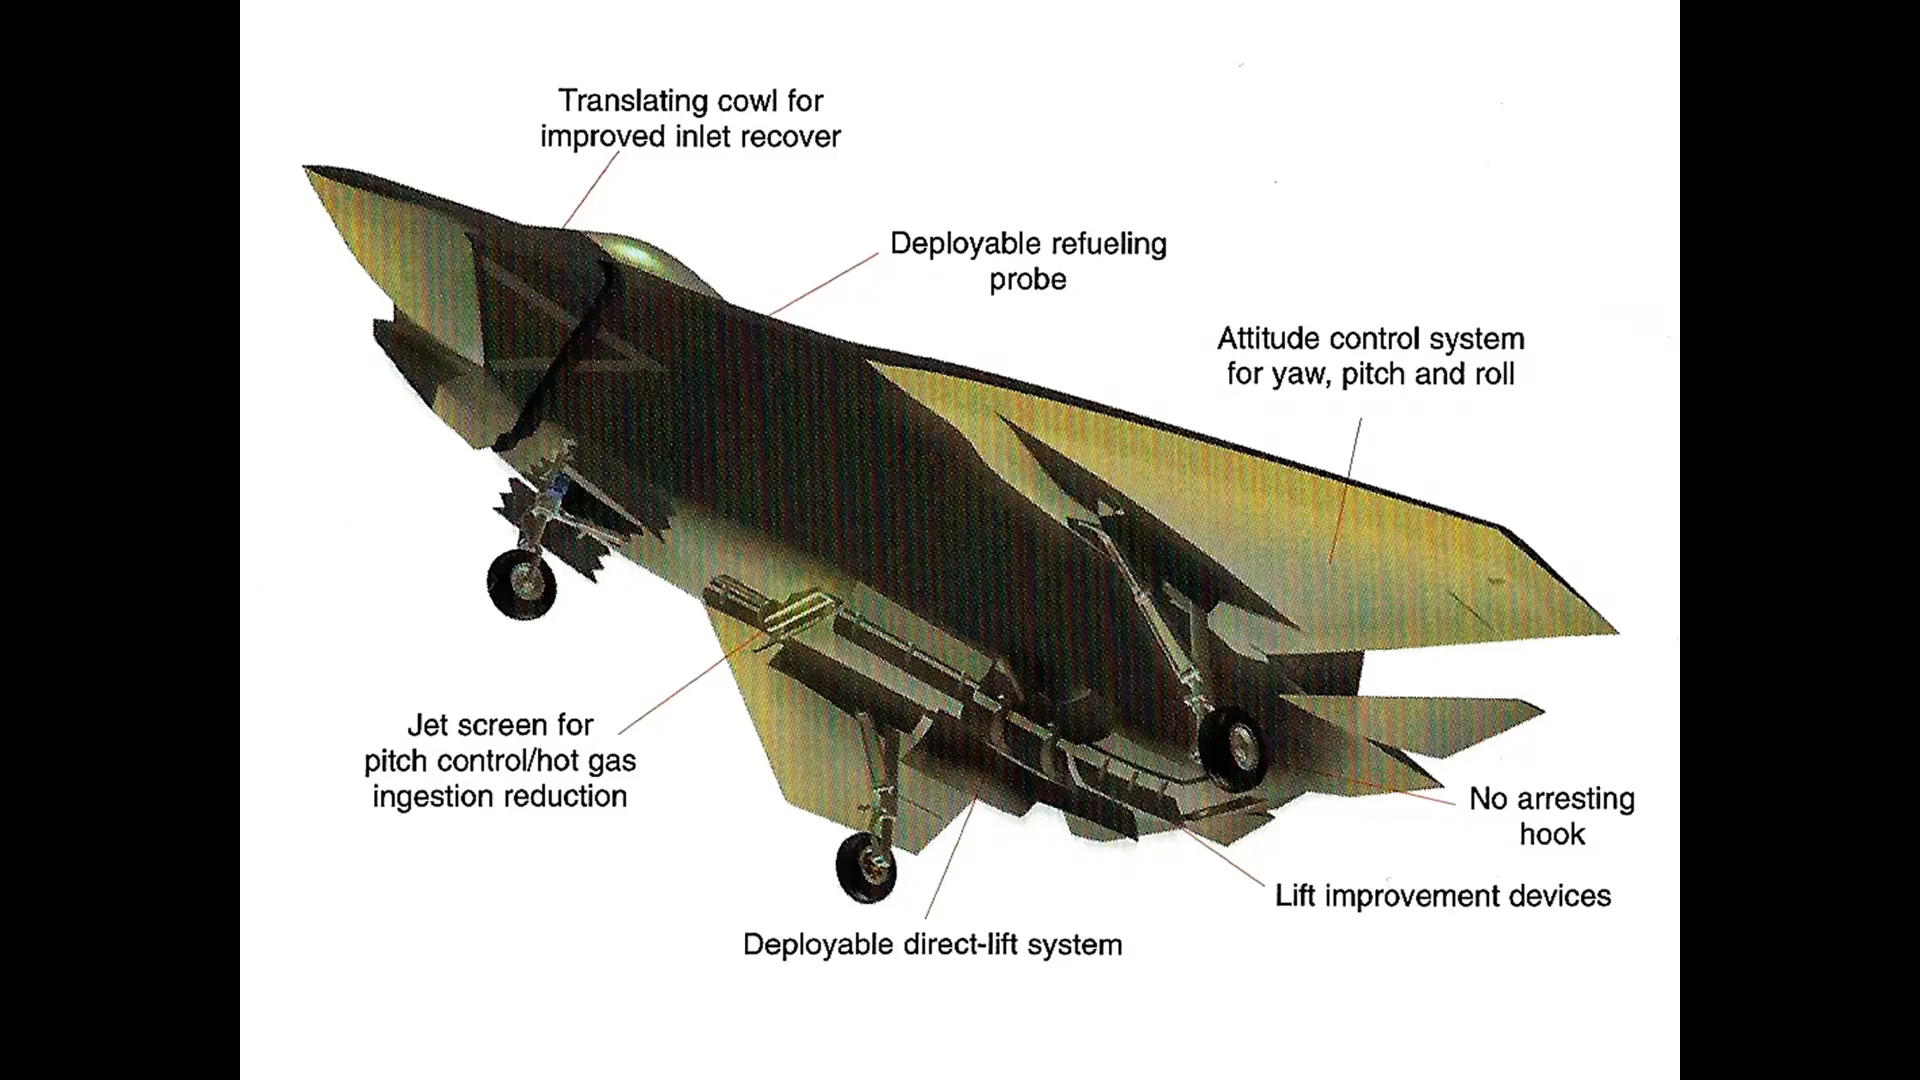 Translating cowl for
improved inlet recover
Deployable refueling
probe
Attitude control system
for yaw, pitch and roll
Jet screen for
pitch control/hot gas
ingestion reduction
No arresting
hook
Lift improvement devices
Deployable direct-lift system